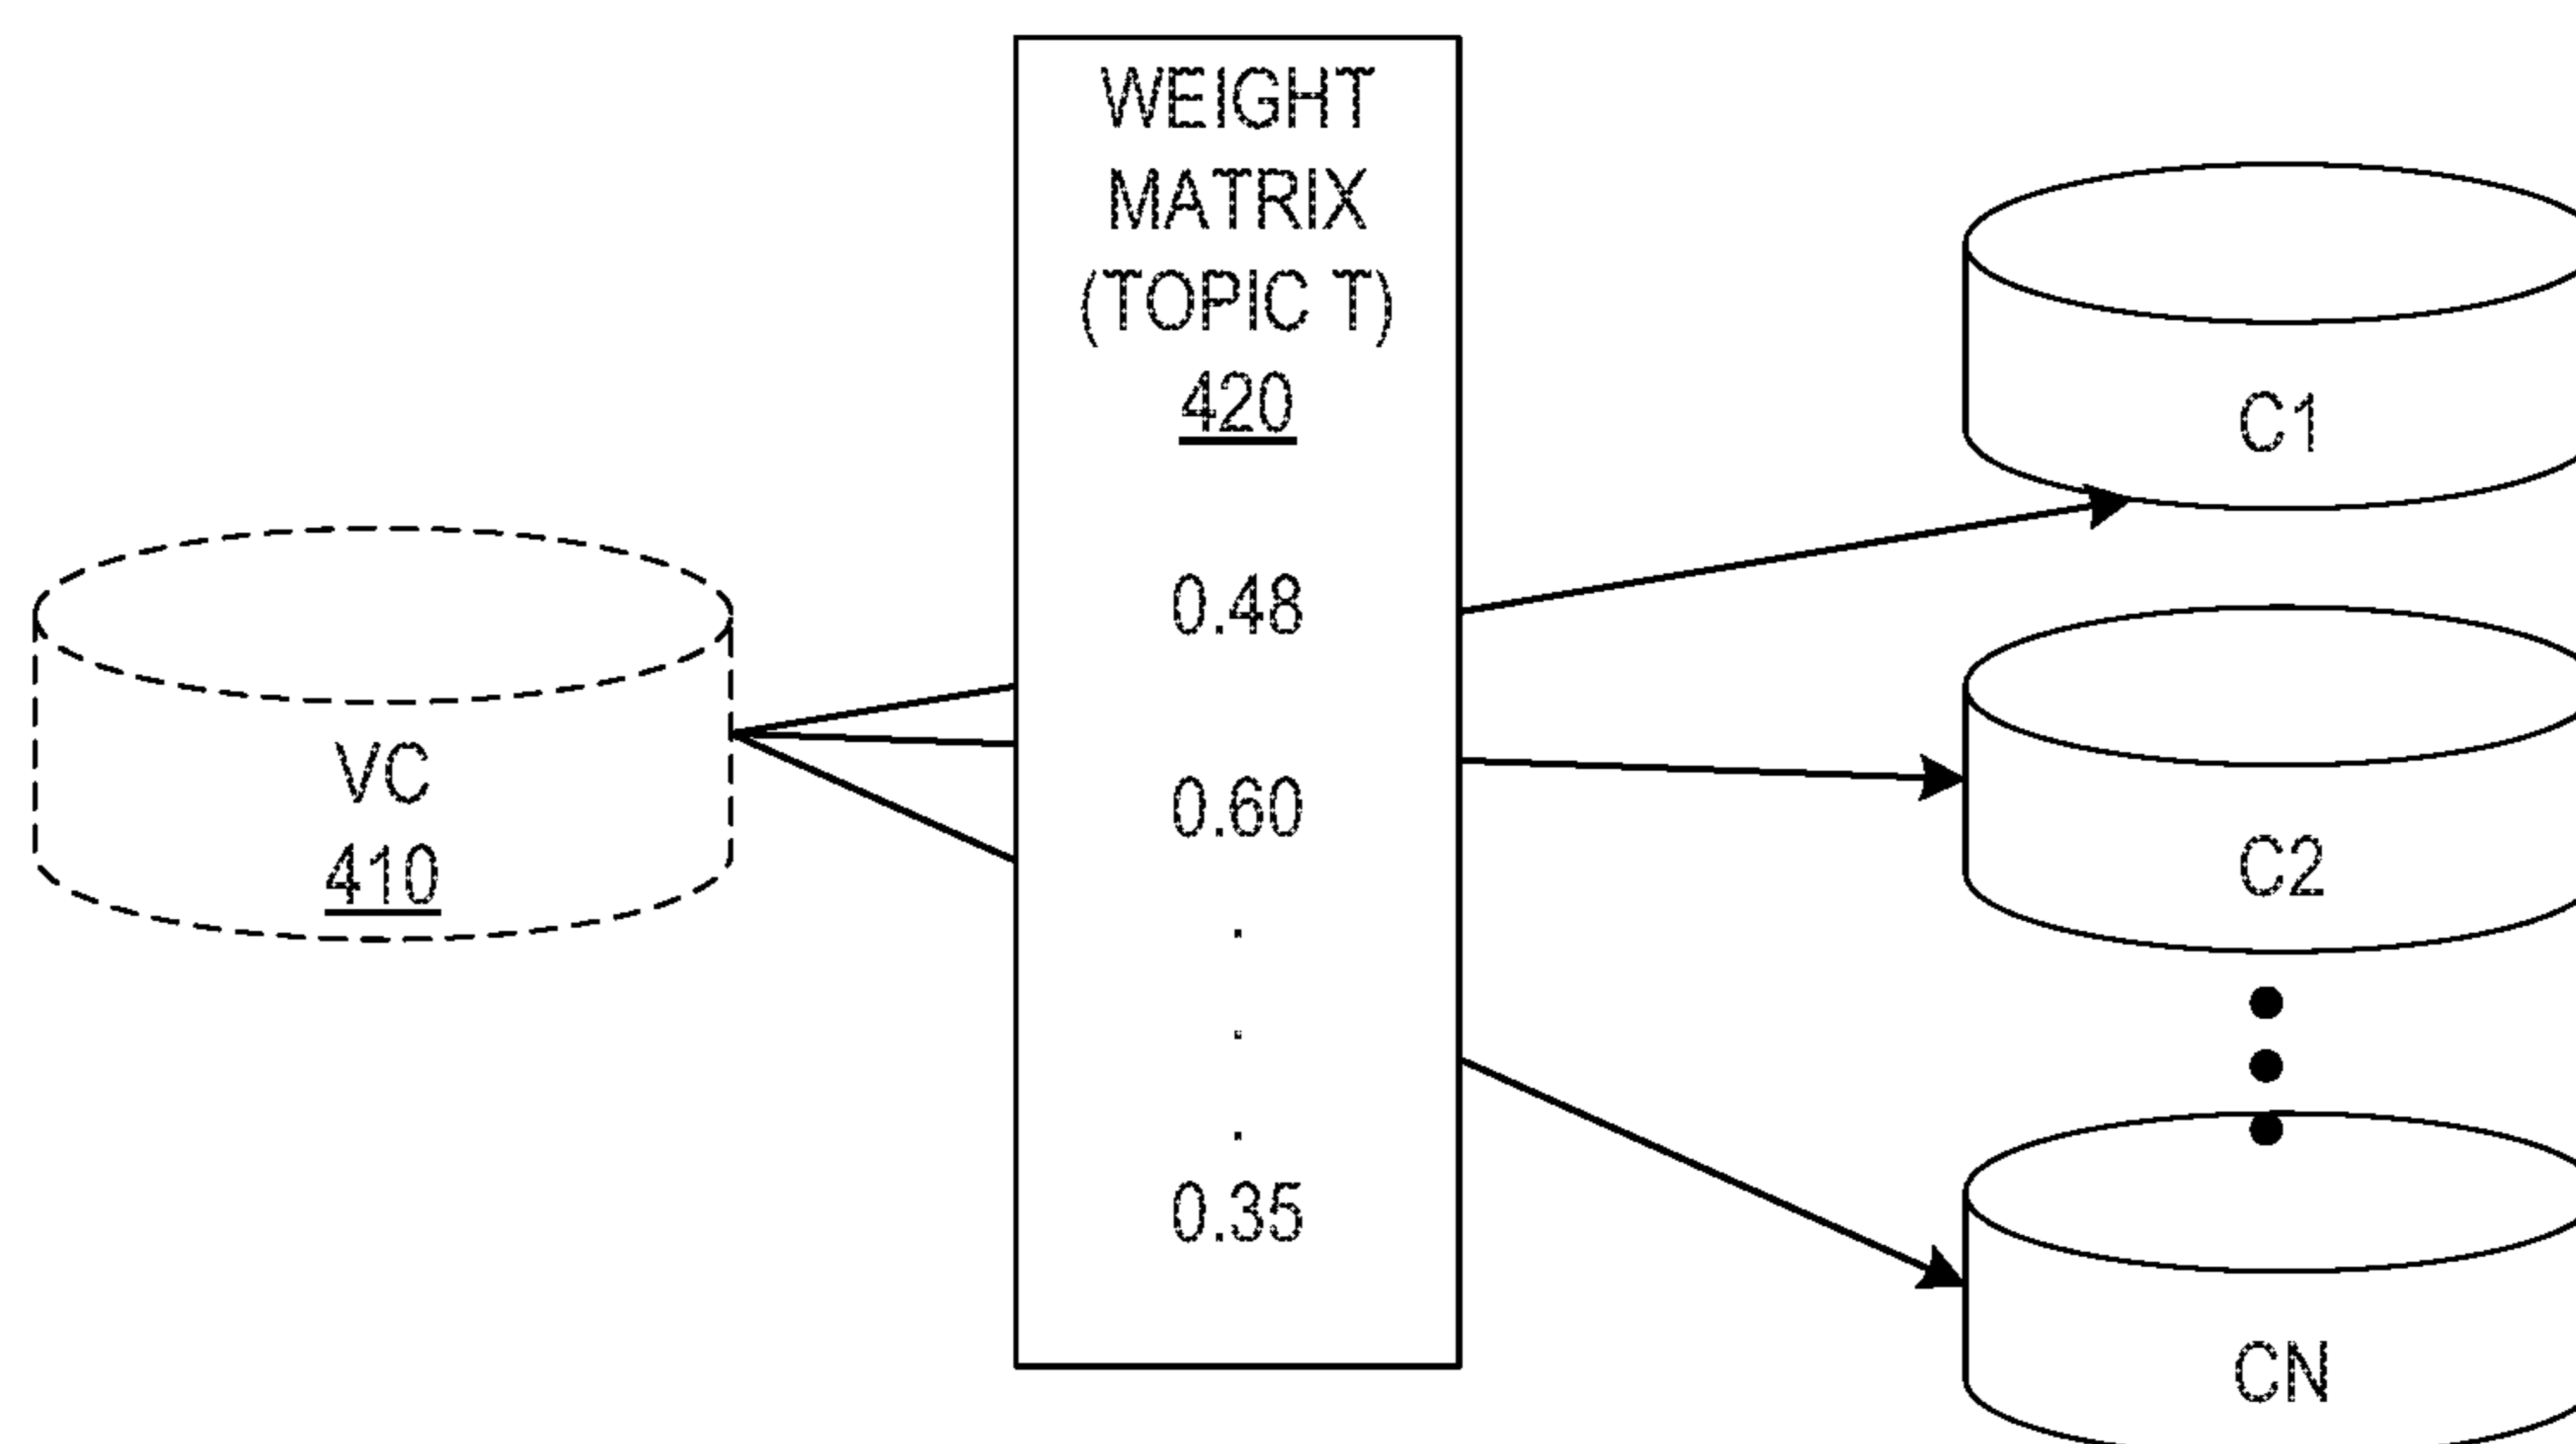 WEIGHT
MATRIX
(TOPIC T)
420
0.48
0.60
.
.
.
0.35
VC
410
C1
C2
CN